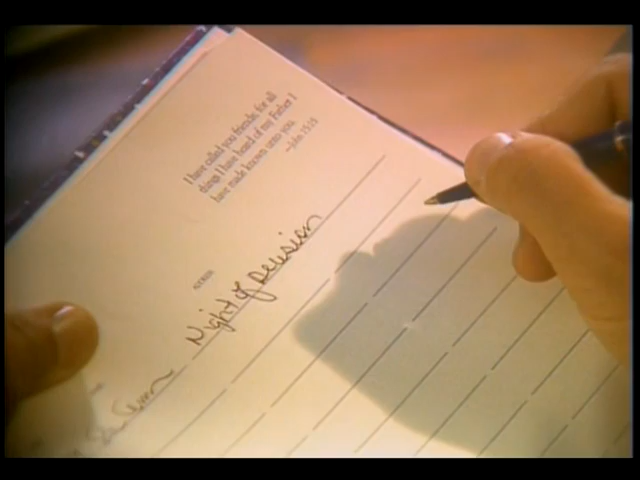 I have called you friends; for all
things I have heard of my Father I
have made known unto you.
~John 15:15
ADDRESS
Night of Decision